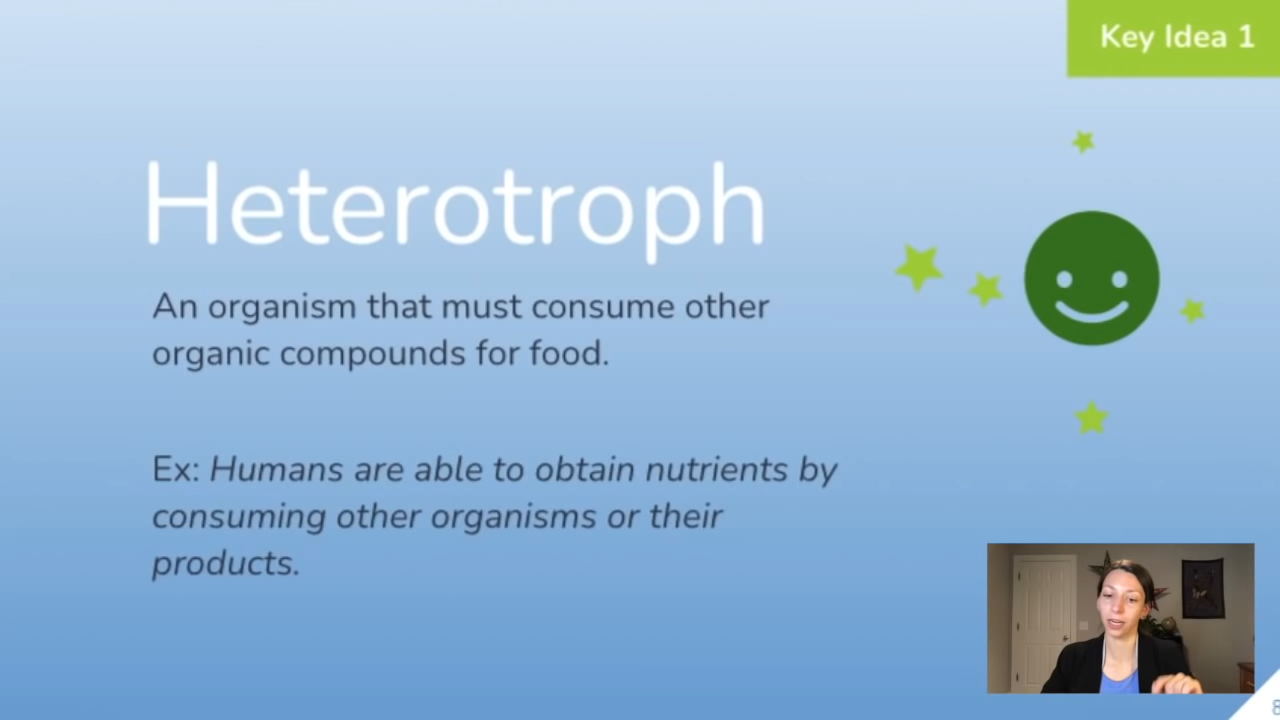 Key Idea 1
Heterotroph
An organism that must consume other
organic compounds for food.
Ex: Humans are able to obtain nutrients by
consuming other organisms or their
products.